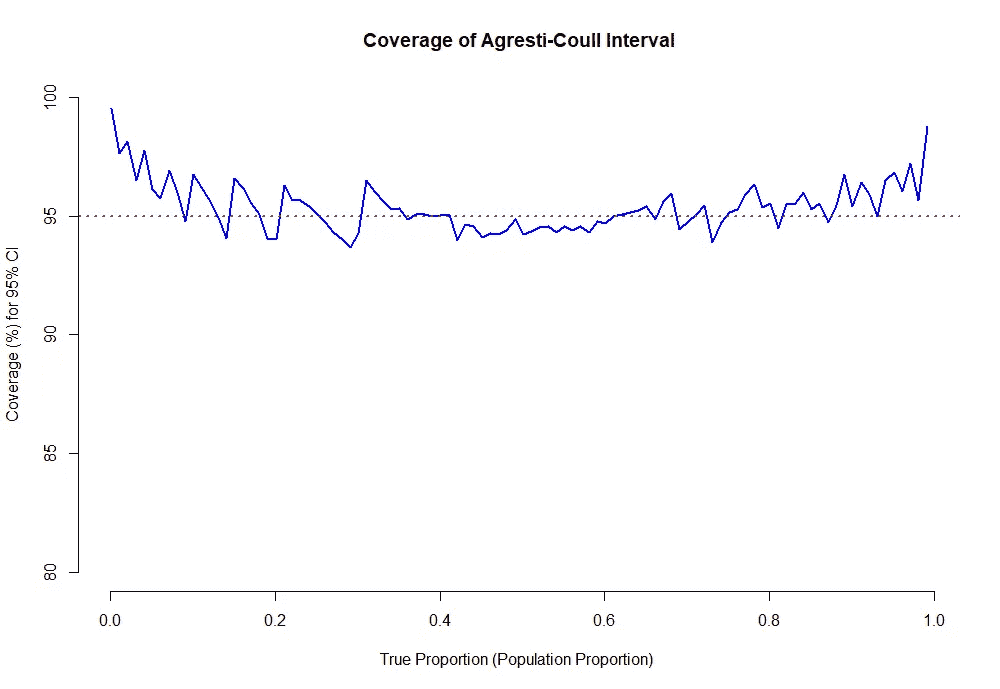 Coverage of Agresti-Coull Interval
Coverage (%) for 95% CI
100
95
90
85
80
0.0 0.2 0.4 0.6 0.8 1.0
True Proportion (Population Proportion)